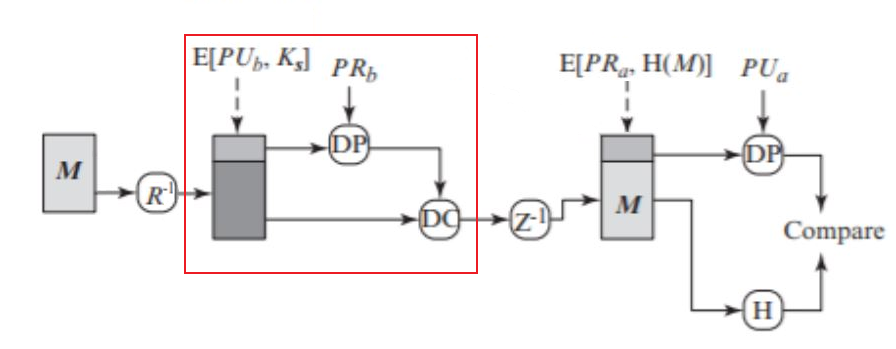 E[PU_b, K_s]
PR_b
E[PR_a, H(M)]
PU_a
M
R⁻¹
DP
DC
Z⁻¹
M
DP
Compare
H